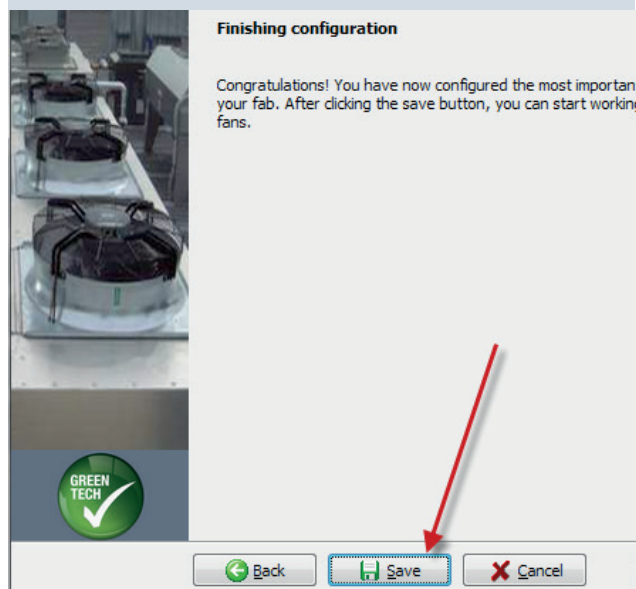 Finishing configuration
Congratulations! You have now configured the most importan
your fab. After clicking the save button, you can start working
fans.
GREEN
TECH
Back
Save
Cancel